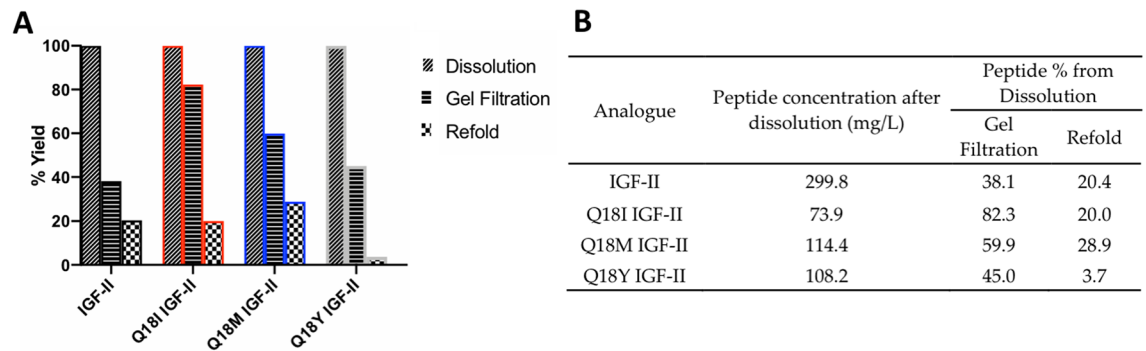 A
% Yield
100
80
60
40
20
0
IGF-II
Q18I IGF-II
Q18M IGF-II
Q18Y IGF-II
Dissolution
Gel Filtration
Refold
B
Analogue
Peptide concentration after
dissolution (mg/L)
Peptide % from
Dissolution
Gel
Filtration
Refold
IGF-II 299.8 38.1 20.4
Q18I IGF-II 73.9 82.3 20.0
Q18M IGF-II 114.4 59.9 28.9
Q18Y IGF-II 108.2 45.0 3.7